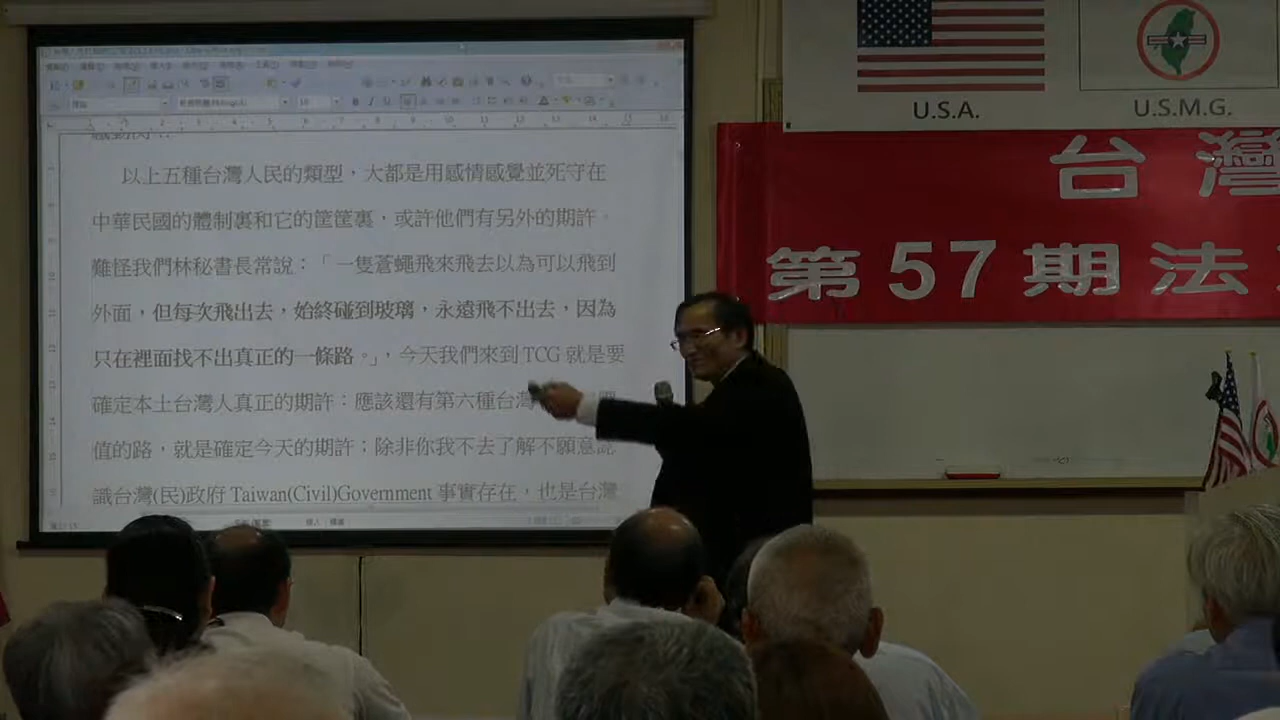 以上五種台灣人民的類型，大都是用感情感覺並死守在
中華民國的體制裏和它的筐筐裏，或許他們有另外的期許。
難怪我們林秘書長常說：「一隻蒼蠅飛來飛去以為可以飛到
外面，但每次飛出去，始終碰到玻璃，永遠飛不出去，因為
只在裡面找不出真正的一條路。」，今天我們來到 TCG 就是要
確定本土台灣人真正的期許：應該還有第六種台灣
值的路，就是確定今天的期許；除非你我不去了解不願意認
識台灣(民)政府 Taiwan(Civil)Government 事實存在，也是台灣
U.S.A.
U.S.M.G.
台灣
第57期法